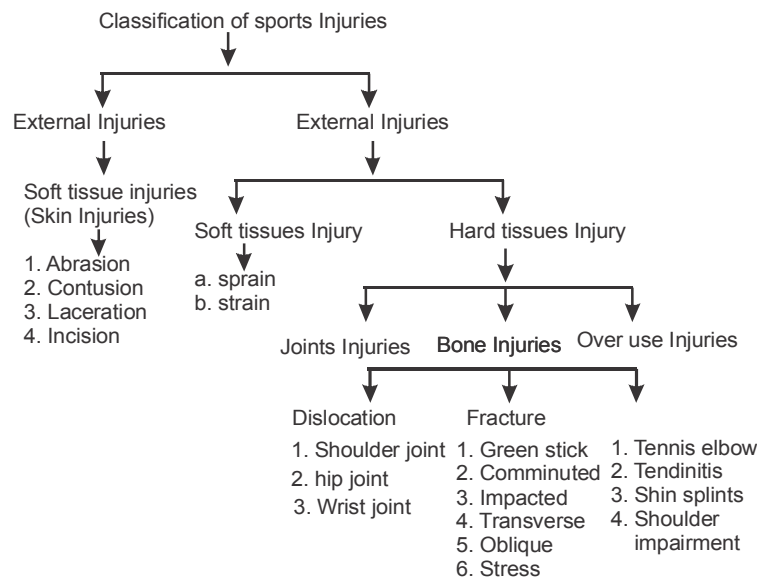 Classification of sports Injuries
External Injuries
External Injuries
Soft tissue injuries
(Skin Injuries)
1. Abrasion
2. Contusion
3. Laceration
4. Incision
Soft tissues Injury
a. sprain
b. strain
Hard tissues Injury
Joints Injuries
Bone Injuries
Over use Injuries
Dislocation
1. Shoulder joint
2. hip joint
3. Wrist joint
Fracture
1. Green stick
2. Comminuted
3. Impacted
4. Transverse
5. Oblique
6. Stress
1. Tennis elbow
2. Tendinitis
3. Shin splints
4. Shoulder
impairment